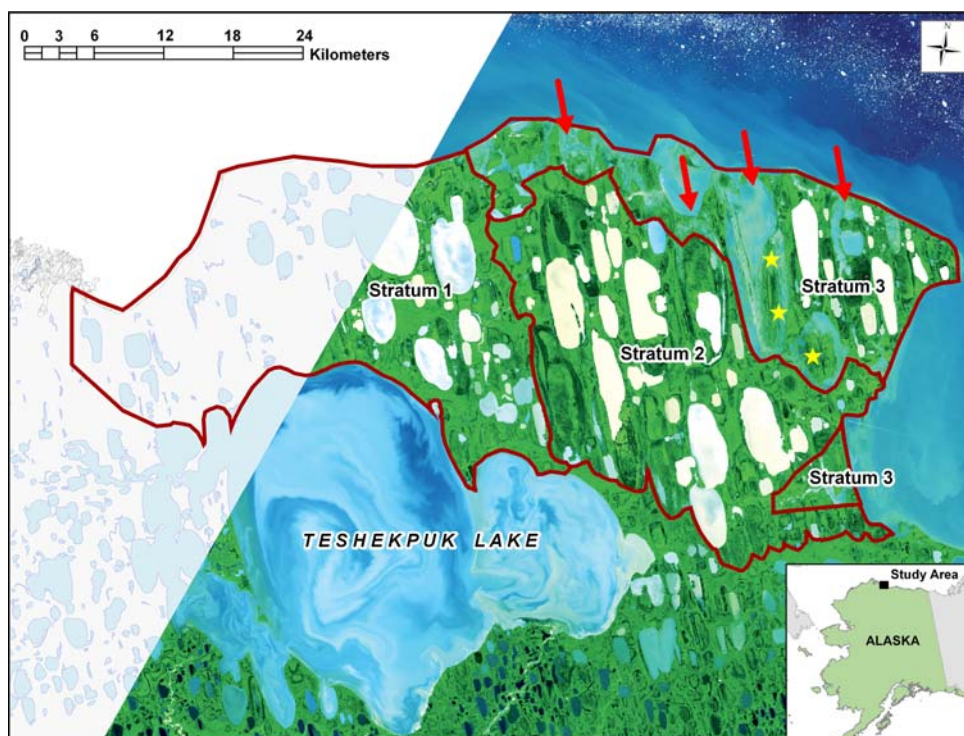 0 3 6 12 18 24
Kilometers
N
Stratum 1
Stratum 3
Stratum 2
Stratum 3
TESHEKPUK LAKE
Study Area
ALASKA